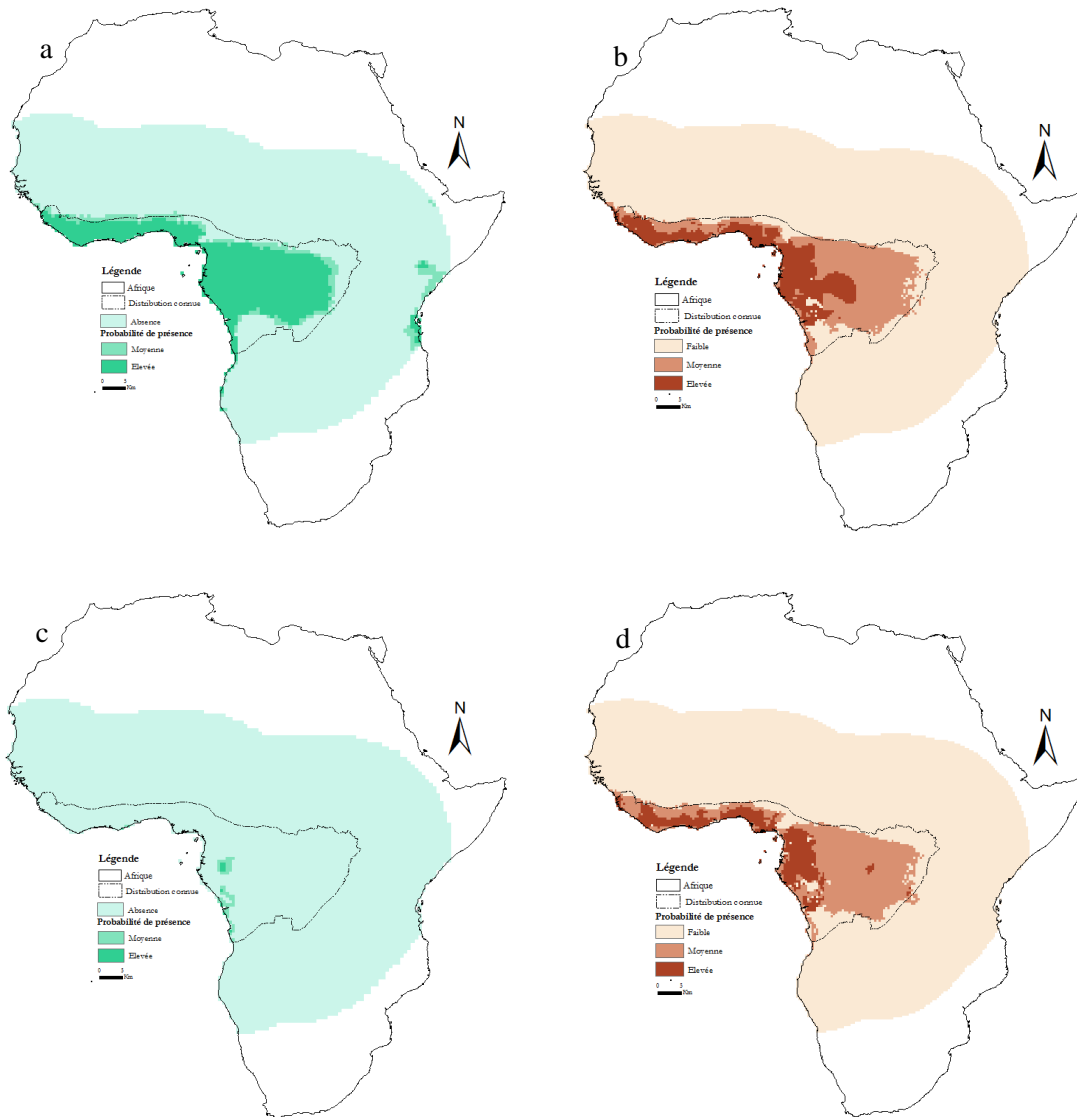 a
N
Légende
Afrique
Distribution connue
Absence
Probabilité de présence
Moyenne
Elevée
0 5
Km
b
N
Légende
Afrique
Distribution connue
Probabilité de présence
Faible
Moyenne
Elevée
0 5
Km
c
N
Légende
Afrique
Distribution connue
Absence
Probabilité de présence
Moyenne
Elevée
0 5
Km
d
N
Légende
Afrique
Distribution connue
Probabilité de présence
Faible
Moyenne
Elevée
0 5
Km